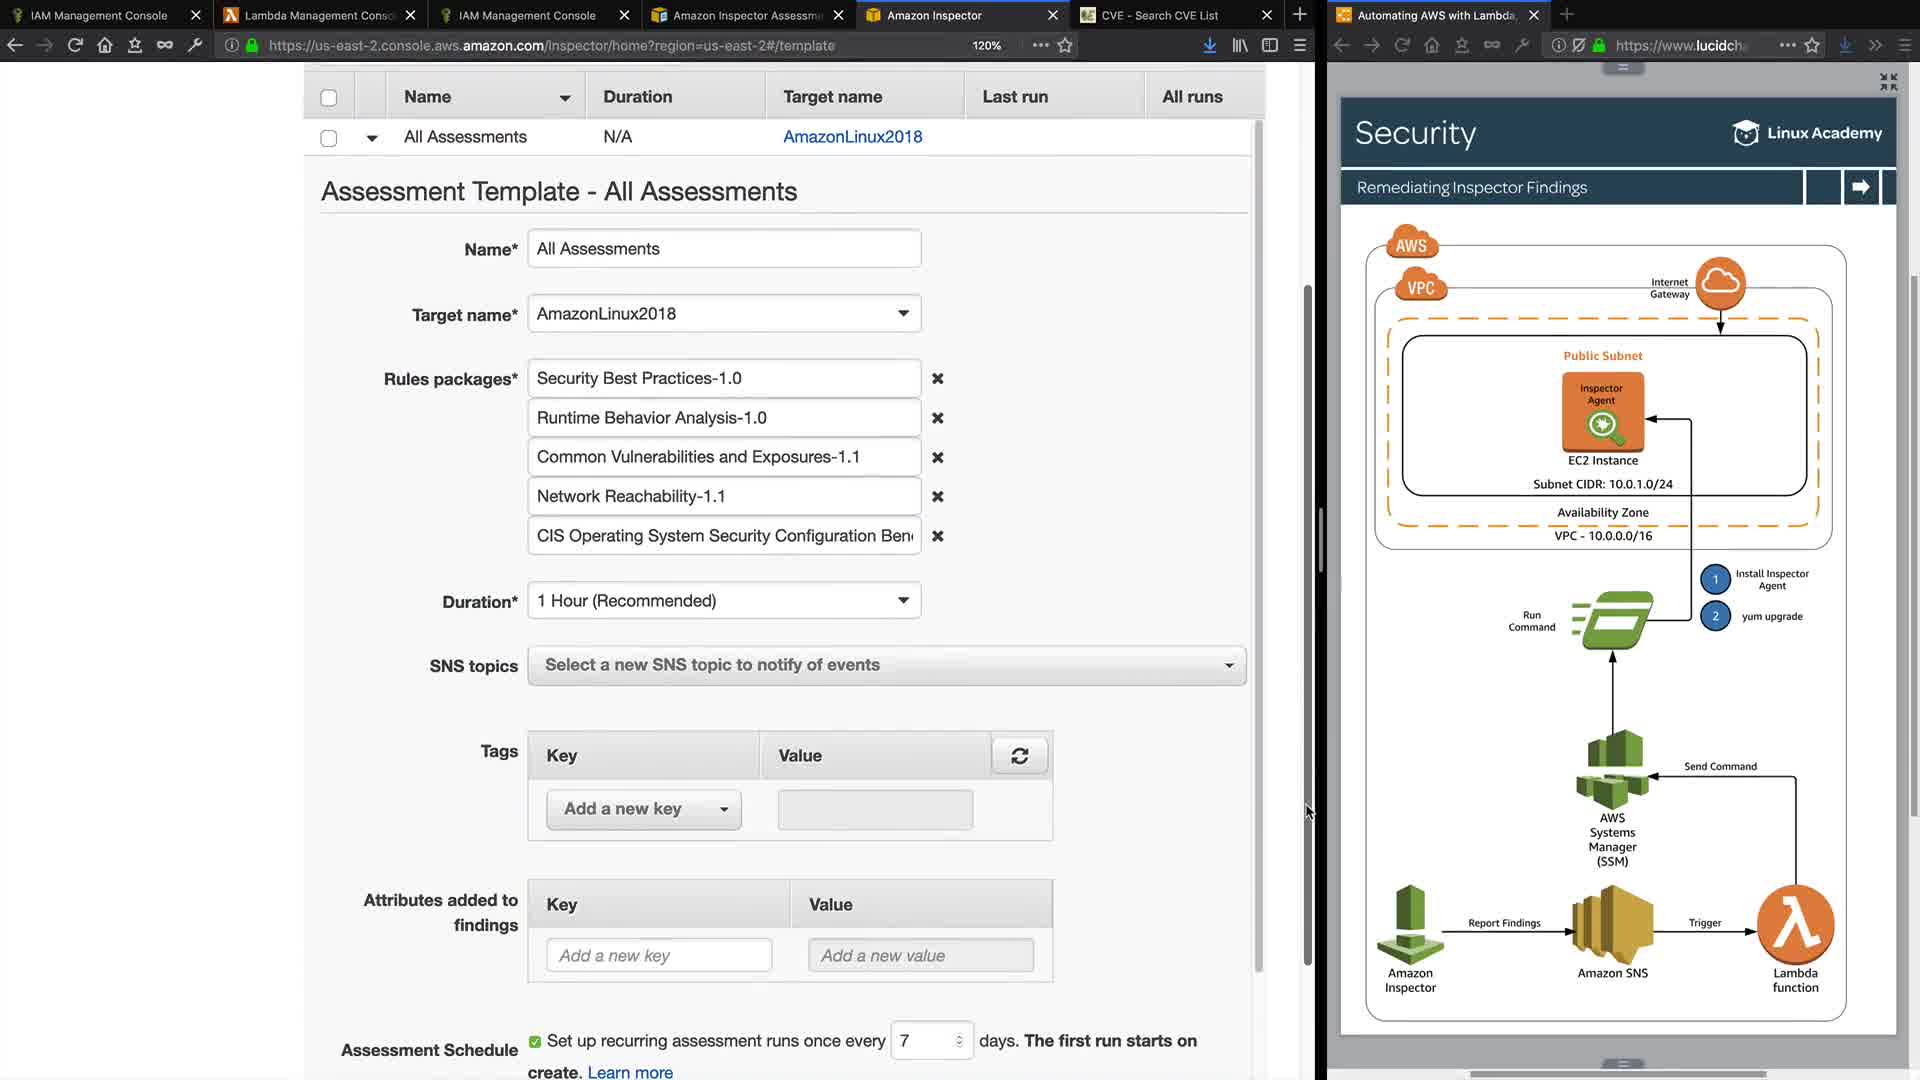 IAM Management Console
Lambda Management Conso
IAM Management Console
Amazon Inspector Assessm
Amazon Inspector
CVE - Search CVE List
Automating AWS with Lambda,
https://us-east-2.console.aws.amazon.com/inspector/home?region=us-east-2#/template
120%
https://www.lucidch
Name
Duration
Target name
Last run
All runs
All Assessments
N/A
AmazonLinux2018
Assessment Template - All Assessments
Name*
All Assessments
Target name*
AmazonLinux2018
Rules packages*
Security Best Practices-1.0
Runtime Behavior Analysis-1.0
Common Vulnerabilities and Exposures-1.1
Network Reachability-1.1
CIS Operating System Security Configuration Ben
Duration*
1 Hour (Recommended)
SNS topics
Select a new SNS topic to notify of events
Tags
Key
Value
Add a new key
Attributes added to
findings
Key
Value
Add a new key
Add a new value
Assessment Schedule
Set up recurring assessment runs once every 7 days. The first run starts on
create. Learn more
Security
Linux Academy
Remediating Inspector Findings
AWS
VPC
Internet
Gateway
Public Subnet
Inspector
Agent
EC2 Instance
Subnet CIDR: 10.0.1.0/24
Availability Zone
VPC - 10.0.0.0/16
1
Install Inspector
Agent
2
yum upgrade
Run
Command
Send Command
AWS
Systems
Manager
(SSM)
Report Findings
Trigger
Amazon
Inspector
Amazon SNS
Lambda
function